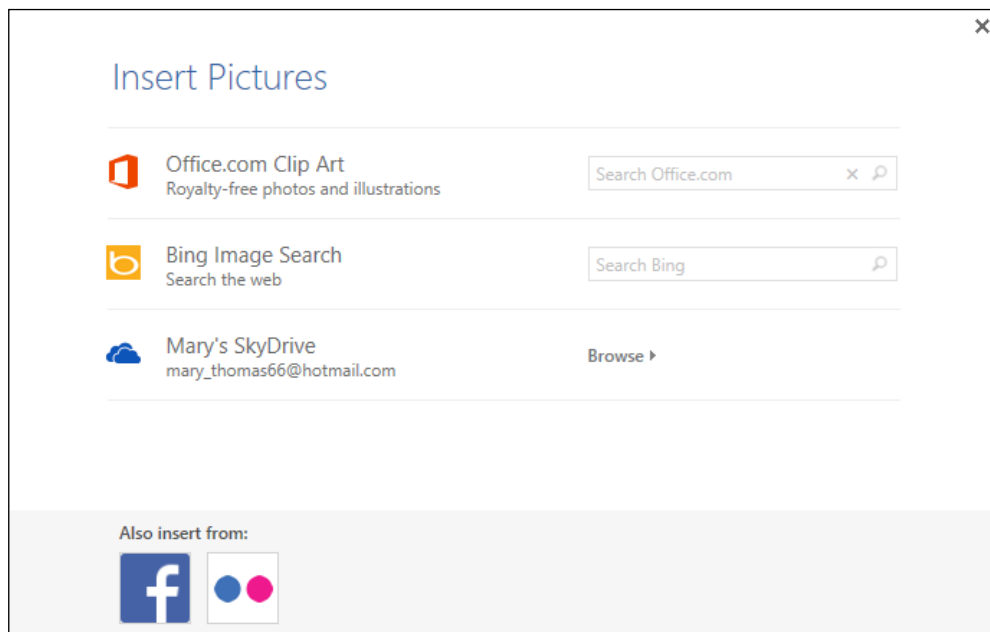 Insert Pictures
Office.com Clip Art
Royalty-free photos and illustrations
Search Office.com
Bing Image Search
Search the web
Search Bing
Mary's SkyDrive
mary_thomas66@hotmail.com
Browse
Also insert from: